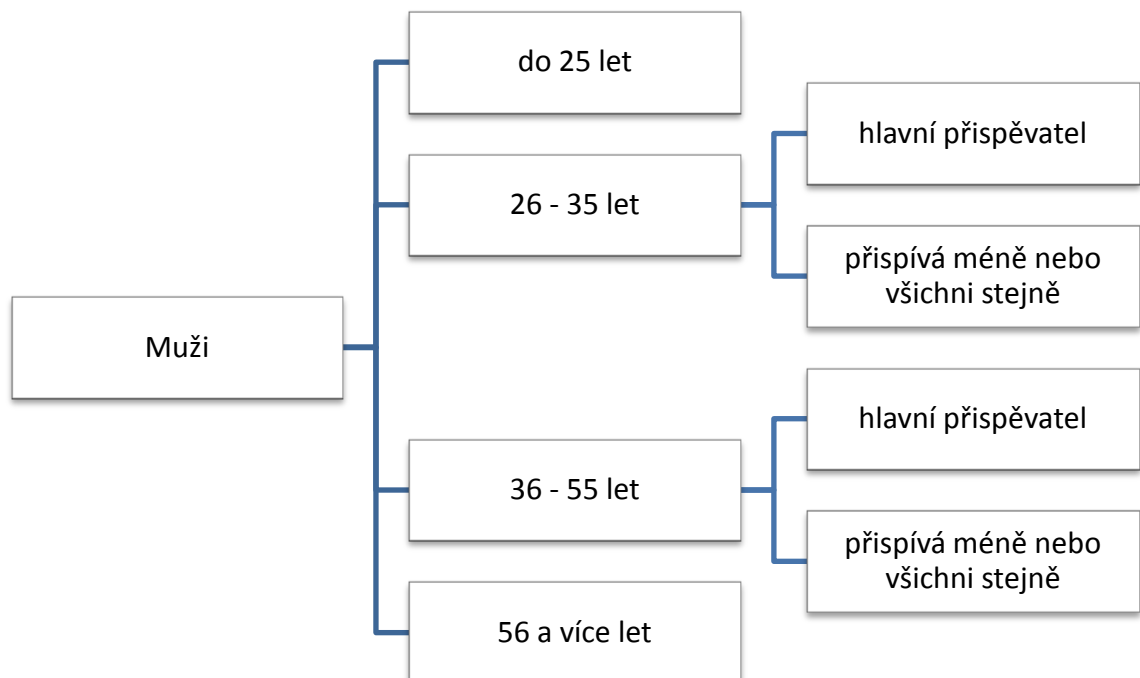 Muži
do 25 let
26 - 35 let
hlavní přispěvatel
přispívá méně nebo
všichni stejně
36 - 55 let
hlavní přispěvatel
přispívá méně nebo
všichni stejně
56 a více let